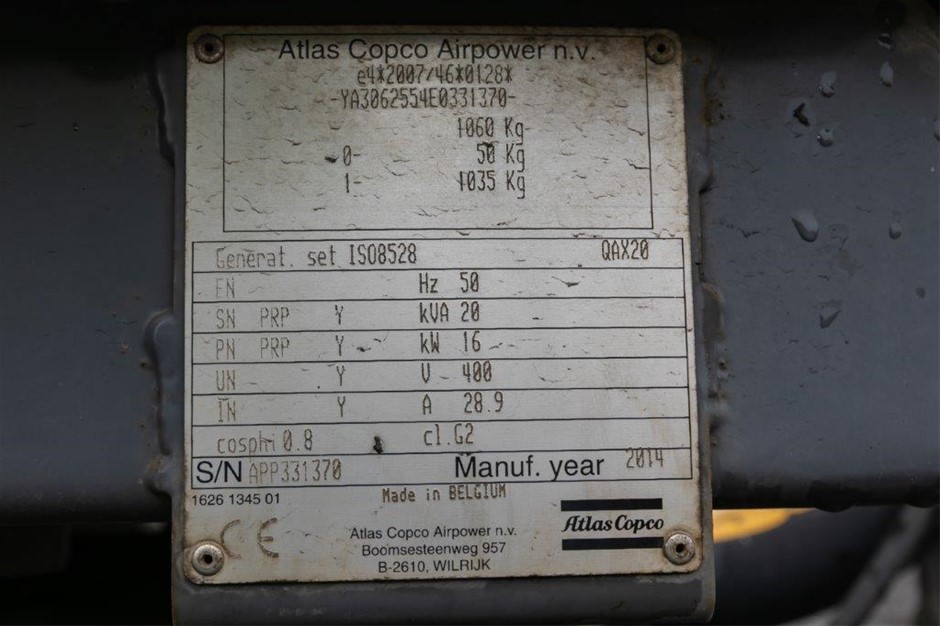 Atlas Copco Airpower n.v.
e4*2007/46*0128*
-YA3062554E0331370-
1060 Kg
0- 50 Kg
1- 1035 Kg
Generat. set ISO8528 QAX20
EN Hz 50
SN PRP Y kVA 20
PN PRP Y kW 16
UN Y V 400
IN Y A 28.9
cosphi 0.8 cl.G2
S/N APP331370 Manuf. year 2014
1626 1345 01 Made in BELGIUM
CE
Atlas Copco Airpower n.v.
Boomsesteenweg 957
B-2610, WILRIJK
Atlas Copco